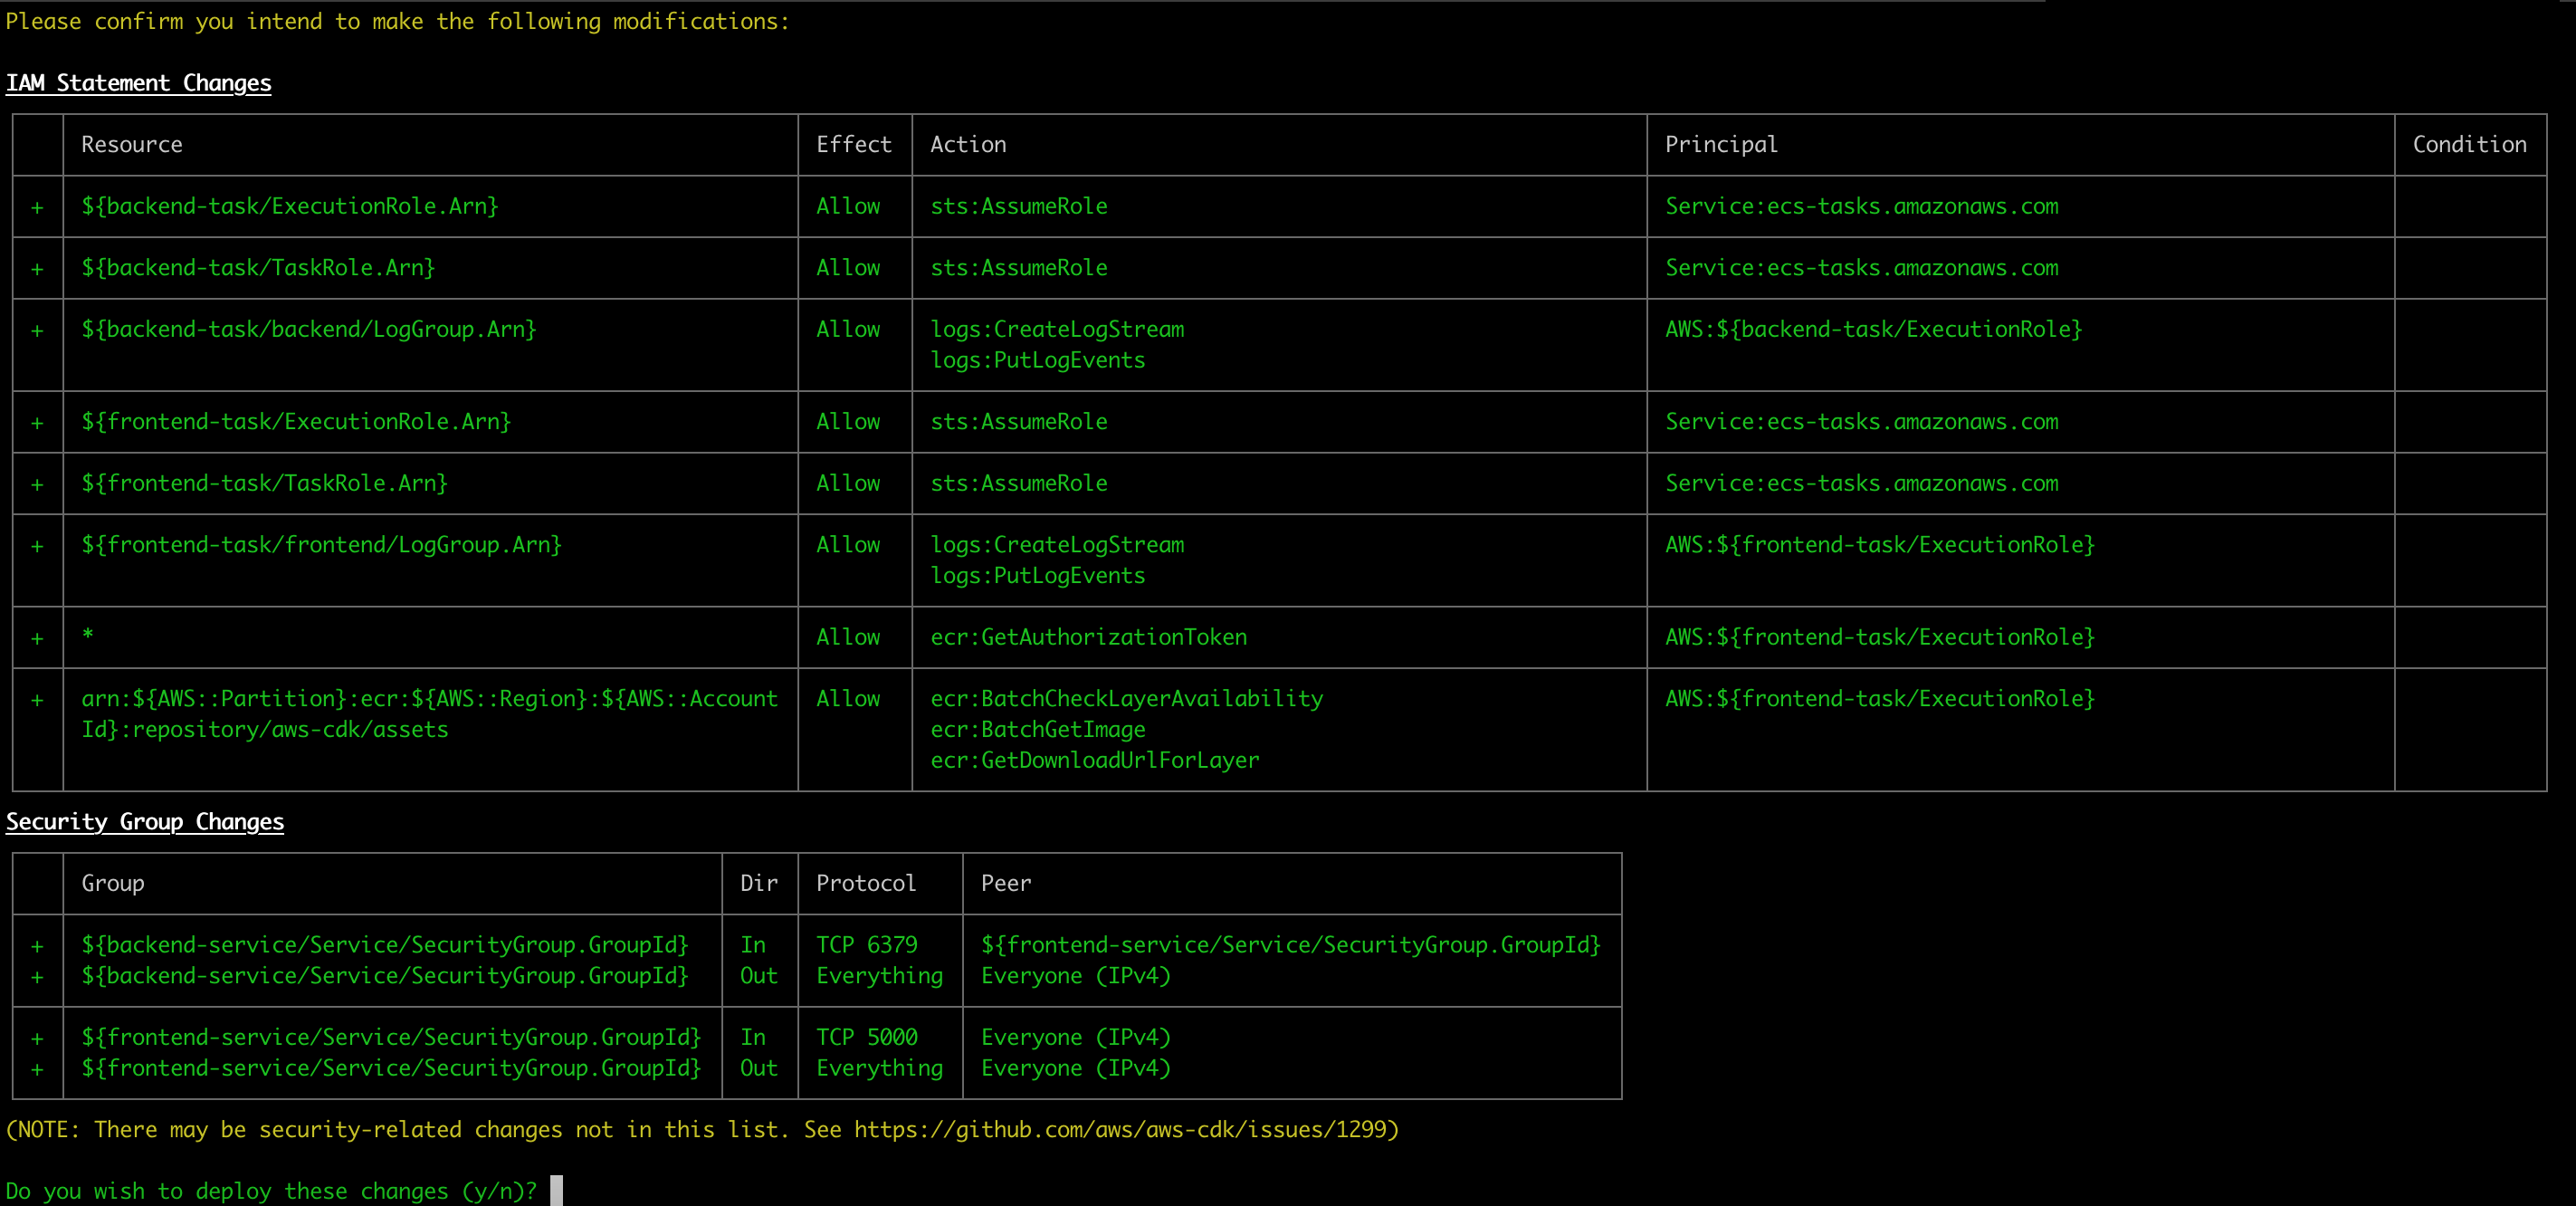 Please confirm you intend to make the following modifications:
IAM Statement Changes
Resource Effect Action Principal Condition
+ ${backend-task/ExecutionRole.Arn} Allow sts:AssumeRole Service:ecs-tasks.amazonaws.com
+ ${backend-task/TaskRole.Arn} Allow sts:AssumeRole Service:ecs-tasks.amazonaws.com
+ ${backend-task/backend/LogGroup.Arn} Allow logs:CreateLogStream AWS:${backend-task/ExecutionRole}
logs:PutLogEvents
+ ${frontend-task/ExecutionRole.Arn} Allow sts:AssumeRole Service:ecs-tasks.amazonaws.com
+ ${frontend-task/TaskRole.Arn} Allow sts:AssumeRole Service:ecs-tasks.amazonaws.com
+ ${frontend-task/frontend/LogGroup.Arn} Allow logs:CreateLogStream AWS:${frontend-task/ExecutionRole}
logs:PutLogEvents
+ * Allow ecr:GetAuthorizationToken AWS:${frontend-task/ExecutionRole}
+ arn:${AWS::Partition}:ecr:${AWS::Region}:${AWS::Account Allow ecr:BatchCheckLayerAvailability AWS:${frontend-task/ExecutionRole}
Id}:repository/aws-cdk/assets ecr:BatchGetImage
ecr:GetDownloadUrlForLayer
Security Group Changes
Group Dir Protocol Peer
+ ${backend-service/Service/SecurityGroup.GroupId} In TCP 6379 ${frontend-service/Service/SecurityGroup.GroupId}
+ ${backend-service/Service/SecurityGroup.GroupId} Out Everything Everyone (IPv4)
+ ${frontend-service/Service/SecurityGroup.GroupId} In TCP 5000 Everyone (IPv4)
+ ${frontend-service/Service/SecurityGroup.GroupId} Out Everything Everyone (IPv4)
(NOTE: There may be security-related changes not in this list. See https://github.com/aws/aws-cdk/issues/1299)
Do you wish to deploy these changes (y/n)?